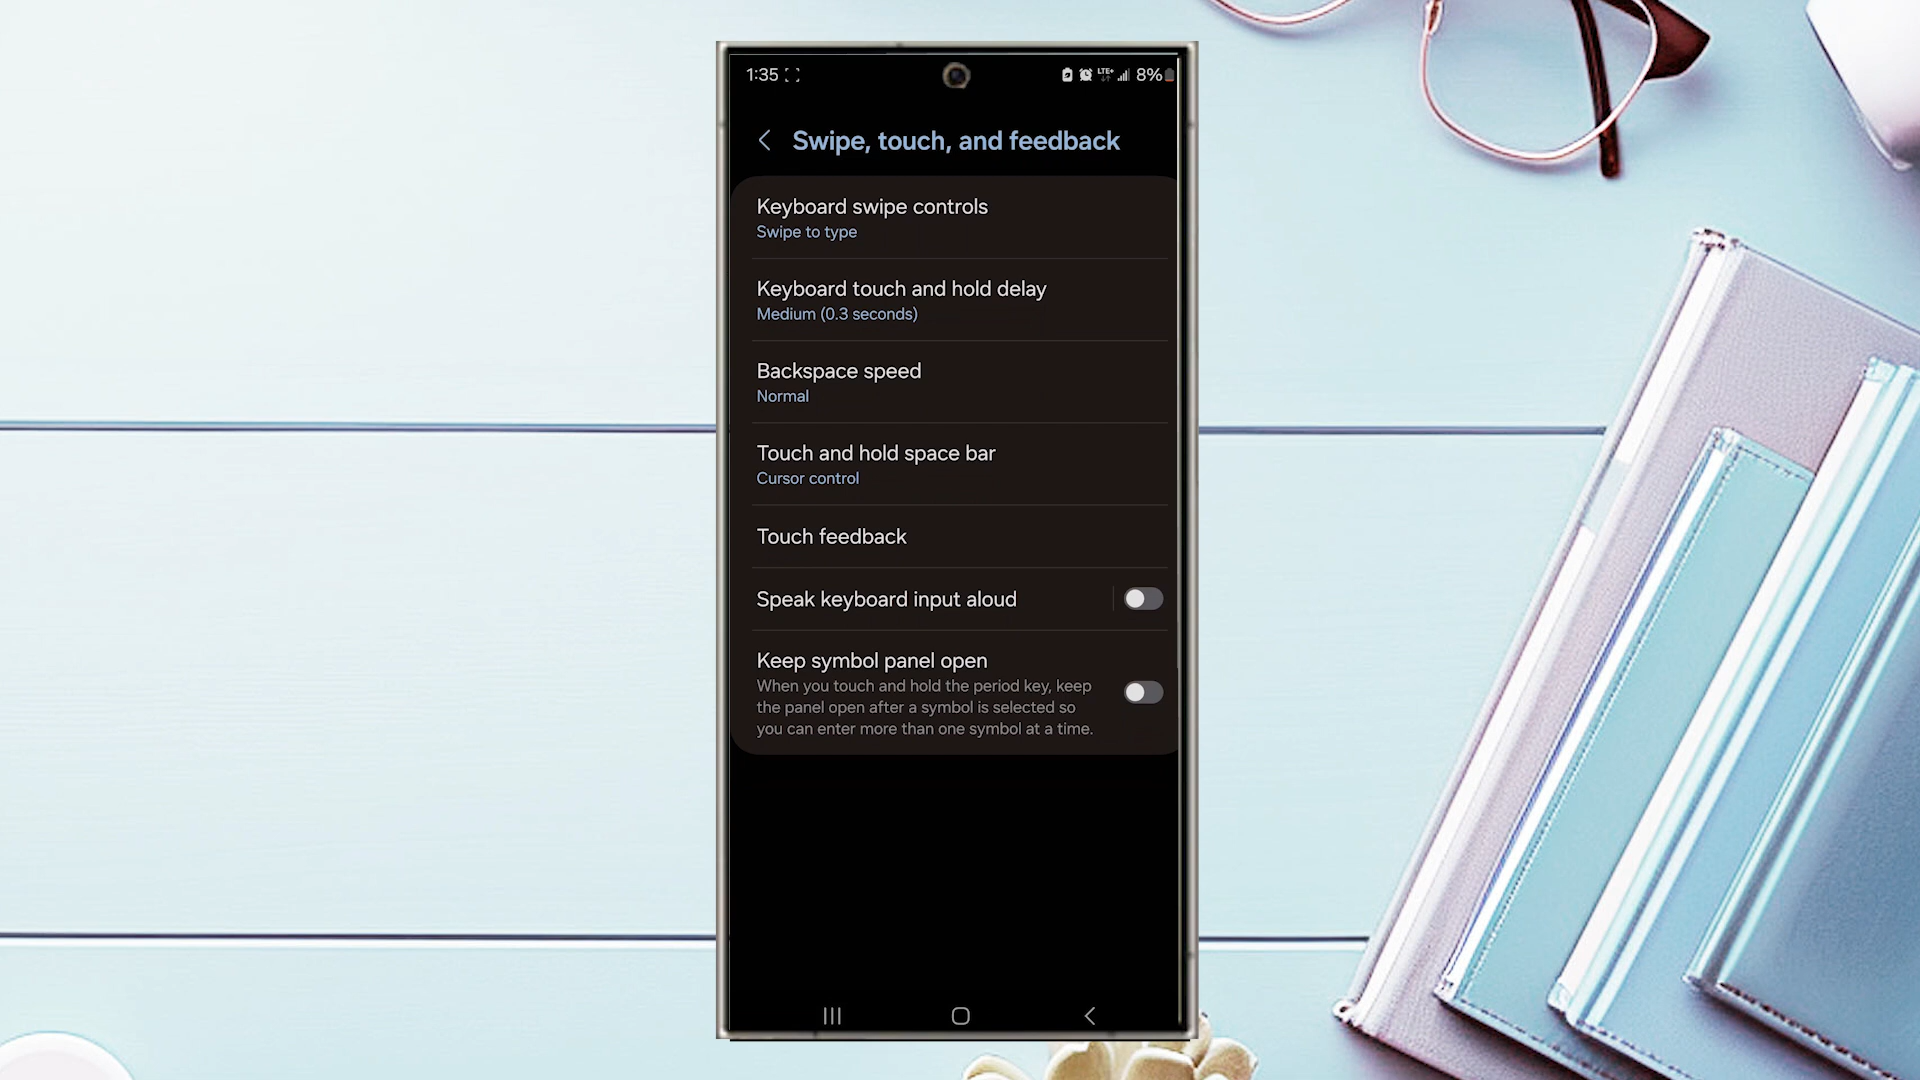 1:35 LTE+ 8%
Swipe, touch, and feedback
Keyboard swipe controls
Swipe to type
Keyboard touch and hold delay
Medium (0.3 seconds)
Backspace speed
Normal
Touch and hold space bar
Cursor control
Touch feedback
Speak keyboard input aloud
Keep symbol panel open
When you touch and hold the period key, keep
the panel open after a symbol is selected so
you can enter more than one symbol at a time.